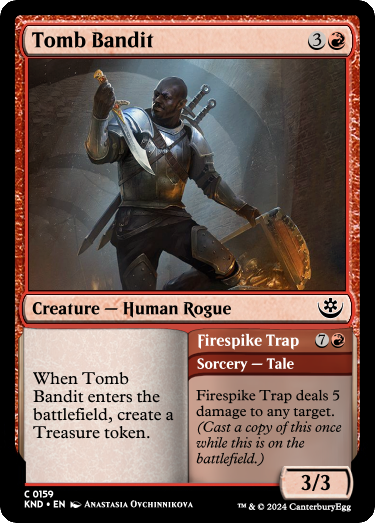 Tomb Bandit 3
Creature — Human Rogue
When Tomb
Bandit enters the
battlefield, create a
Treasure token.
Firespike Trap 7
Sorcery — Tale
Firespike Trap deals 5
damage to any target.
(Cast a copy of this once
while this is on the
battlefield.)
3/3
C 0159
KND • EN Anastasia Ovchinnikova
™ & © 2024 CanterburyEgg